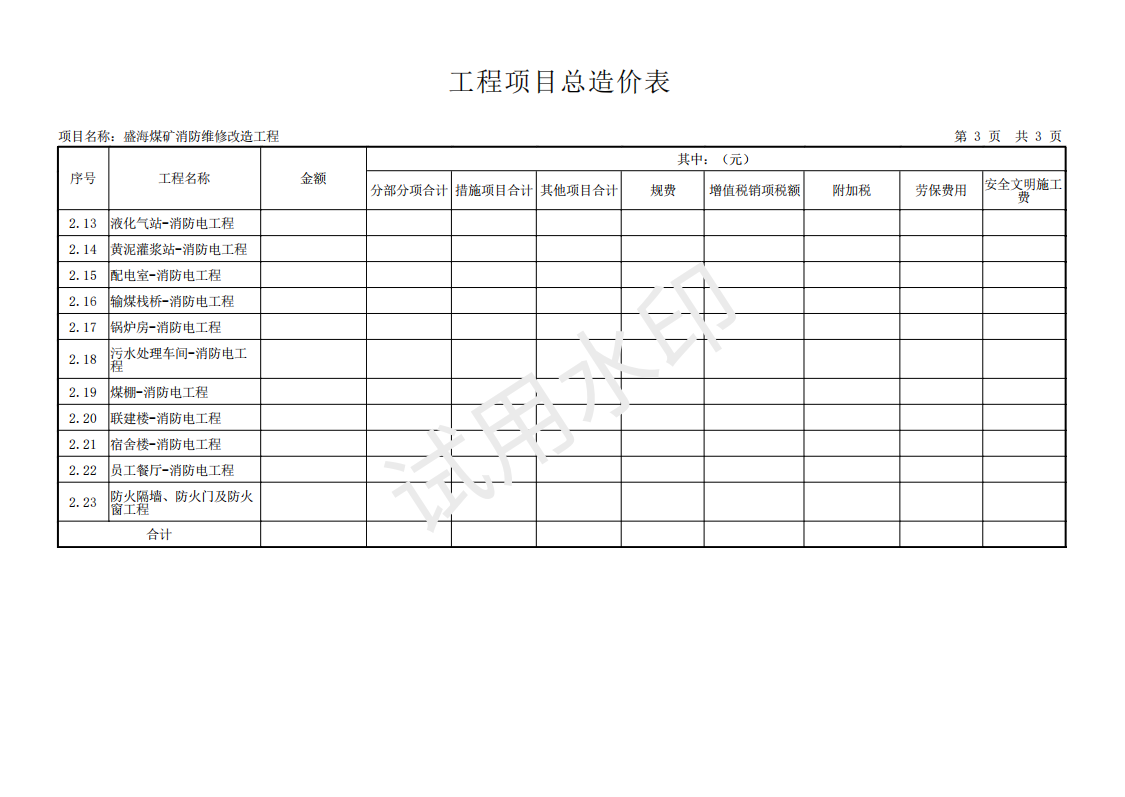 工程项目总造价表
项目名称：盛海煤矿消防维修改造工程 第 3 页 共 3 页
序号 工程名称 金额 其中：（元）
分部分项合计 措施项目合计 其他项目合计 规费 增值税销项税额 附加税 劳保费用 安全文明施工
费
2.13 液化气站-消防电工程
2.14 黄泥灌浆站-消防电工程
2.15 配电室-消防电工程
2.16 输煤栈桥-消防电工程
2.17 锅炉房-消防电工程
2.18 污水处理车间-消防电工
程
2.19 煤棚-消防电工程
2.20 联建楼-消防电工程
2.21 宿舍楼-消防电工程
2.22 员工餐厅-消防电工程
2.23 防火隔墙、防火门及防火
窗工程
合计
试用水印